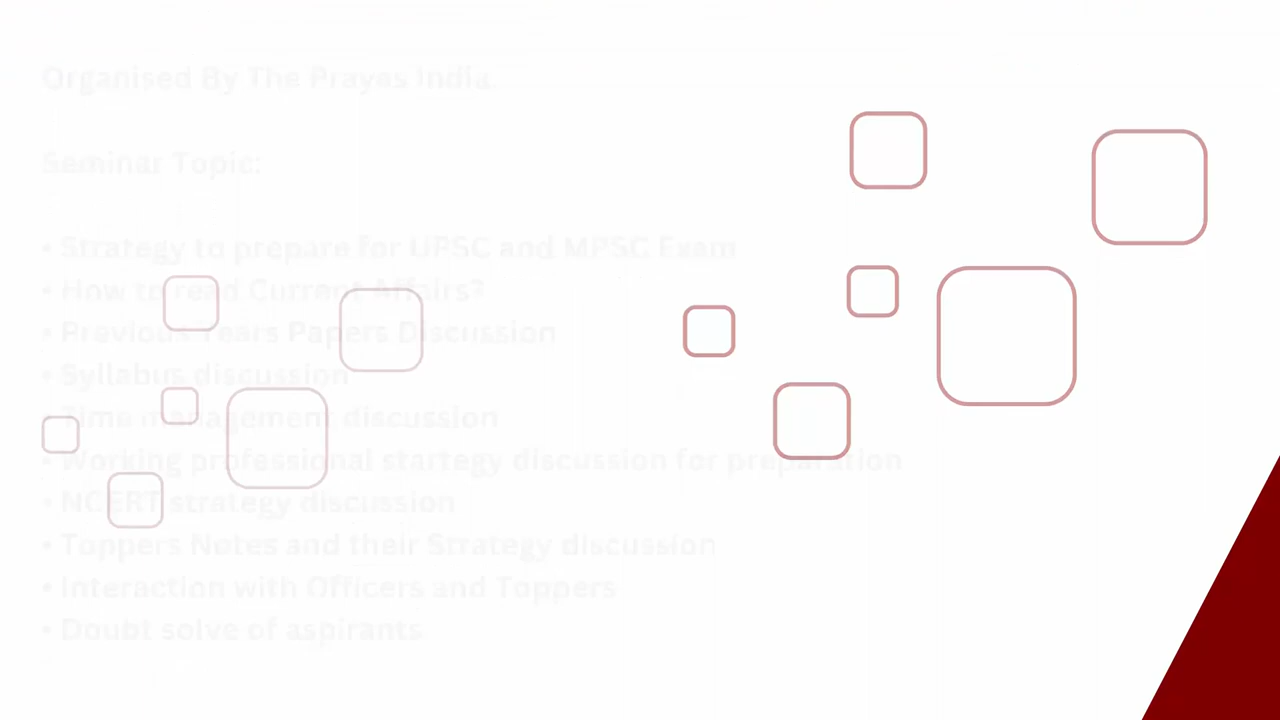 Organised By The Prayas India.
Seminar Topic:
• Strategy to prepare for UPSC and MPSC Exam
• How to read Current Affairs?
• Previous Years Papers Discussion
• Syllabus discussion
• Time management discussion
• Working professional startegy discussion for preparation
• NCERT strategy discussion
• Toppers Notes and their Strategy discussion
• Interaction with Officers and Toppers
• Doubt solve of aspirants